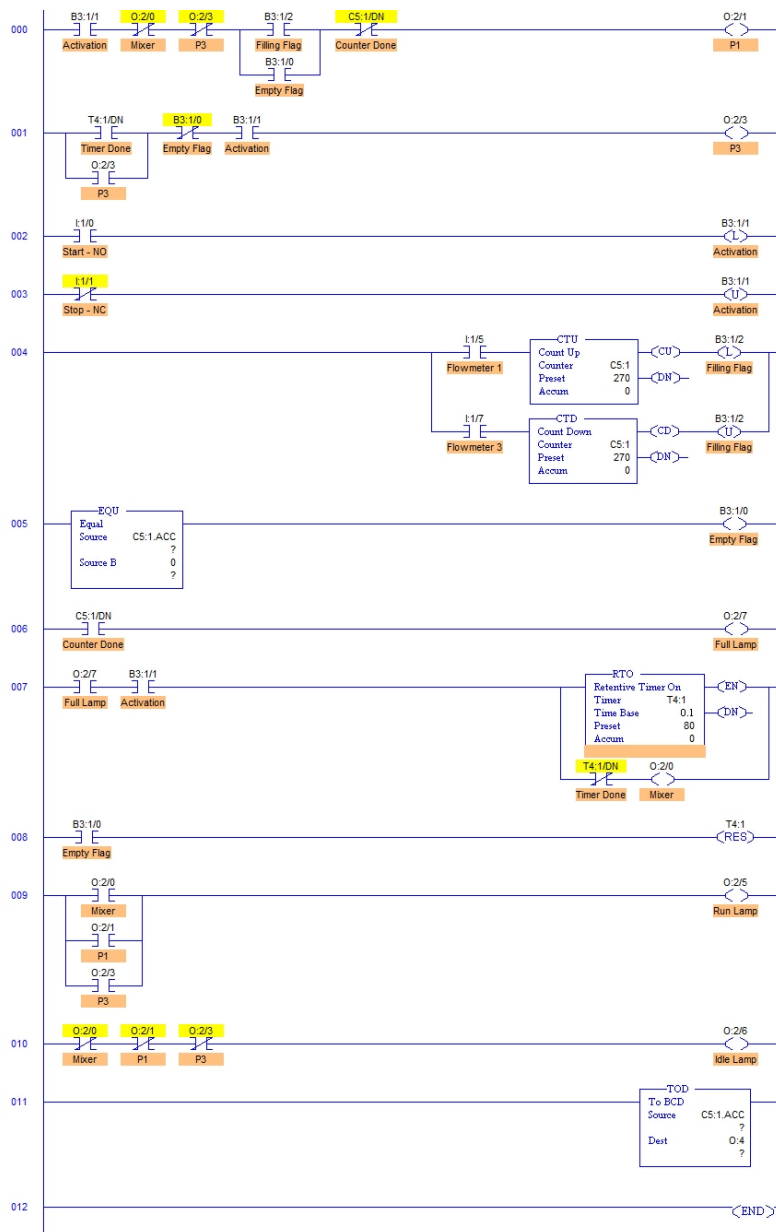 B3:1/1 O:2/0 O:2/3 B3:1/2 C5:1/DN O:2/1
000
Activation Mixer P3 Filling Flag Counter Done P1
B3:1/0
Empty Flag
T4:1/DN B3:1/0 B3:1/1 O:2/3
001
Timer Done Empty Flag Activation P3
O:2/3
P3
I:1/0 B3:1/1
002 L
Start - NO Activation
I:1/1 B3:1/1
003 U
Stop - NC Activation
I:1/5 CTU B3:1/2
004 Count Up CU L
Flowmeter 1 Counter C5:1 Filling Flag
Preset 270 DN
Accum 0
I:1/7 CTD B3:1/2
Count Down CD U
Flowmeter 3 Counter C5:1 Filling Flag
Preset 270 DN
Accum 0
EQU B3:1/0
005 Equal
Source C5:1.ACC Empty Flag
?
Source B 0
?
C5:1/DN O:2/7
006
Counter Done Full Lamp
O:2/7 B3:1/1 RTO
007 Retentive Timer On EN
Full Lamp Activation Timer T4:1
Time Base 0.1 DN
Preset 80
Accum 0
T4:1/DN O:2/0
Timer Done Mixer
B3:1/0 T4:1
008 RES
Empty Flag
O:2/0 O:2/5
009
Mixer Run Lamp
O:2/1
P1
O:2/3
P3
O:2/0 O:2/1 O:2/3 O:2/6
010
Mixer P1 P3 Idle Lamp
TOD
011 To BCD
Source C5:1.ACC
?
Dest O:4
?
012 END